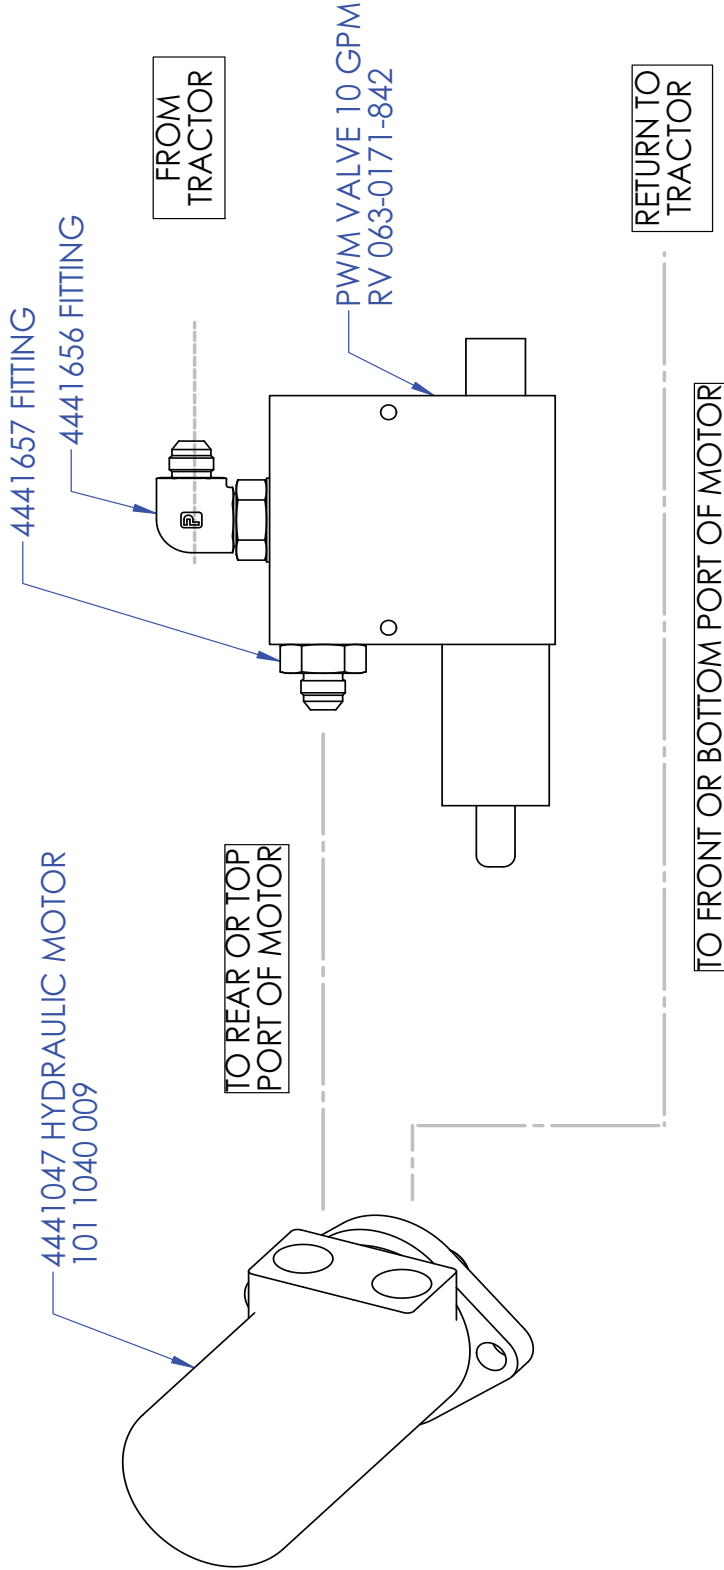 4441047 HYDRAULIC MOTOR
101 1040 009
4441657 FITTING
4441656 FITTING
FROM
TRACTOR
TO REAR OR TOP
PORT OF MOTOR
PWM VALVE 10 GPM
RV 063-0171-842
RETURN TO
TRACTOR
TO FRONT OR BOTTOM PORT OF MOTOR